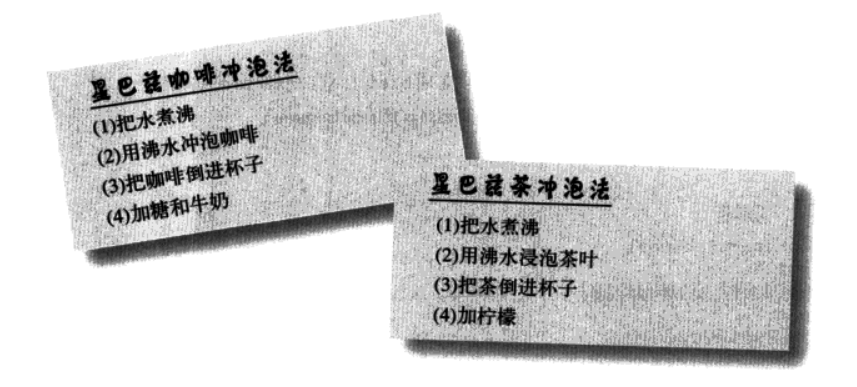 星巴兹咖啡冲泡法
(1)把水煮沸
(2)用沸水冲泡咖啡
(3)把咖啡倒进杯子
(4)加糖和牛奶
星巴兹茶冲泡法
(1)把水煮沸
(2)用沸水浸泡茶叶
(3)把茶倒进杯子
(4)加柠檬